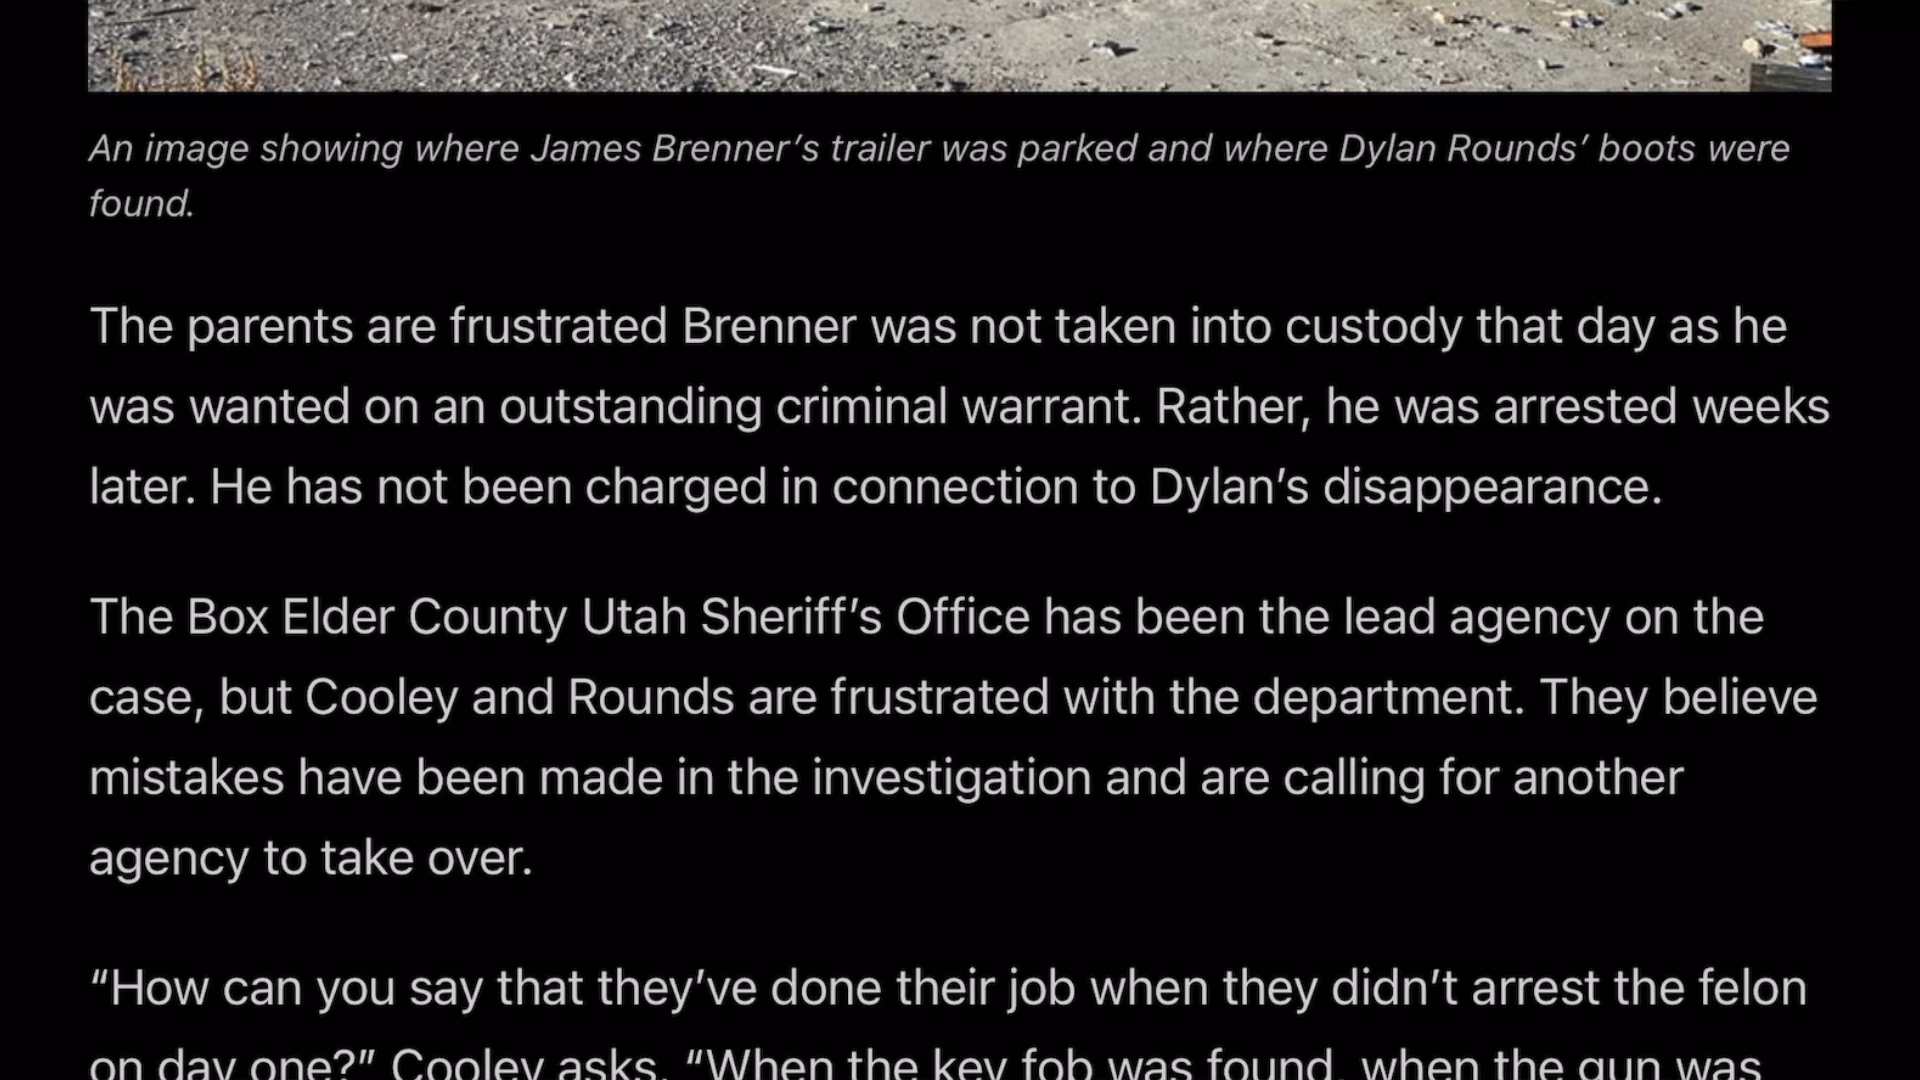 An image showing where James Brenner’s trailer was parked and where Dylan Rounds’ boots were
found.
The parents are frustrated Brenner was not taken into custody that day as he
was wanted on an outstanding criminal warrant. Rather, he was arrested weeks
later. He has not been charged in connection to Dylan’s disappearance.
The Box Elder County Utah Sheriff’s Office has been the lead agency on the
case, but Cooley and Rounds are frustrated with the department. They believe
mistakes have been made in the investigation and are calling for another
agency to take over.
“How can you say that they’ve done their job when they didn’t arrest the felon
on day one?” Cooley asks. “When the key fob was found, when the gun was